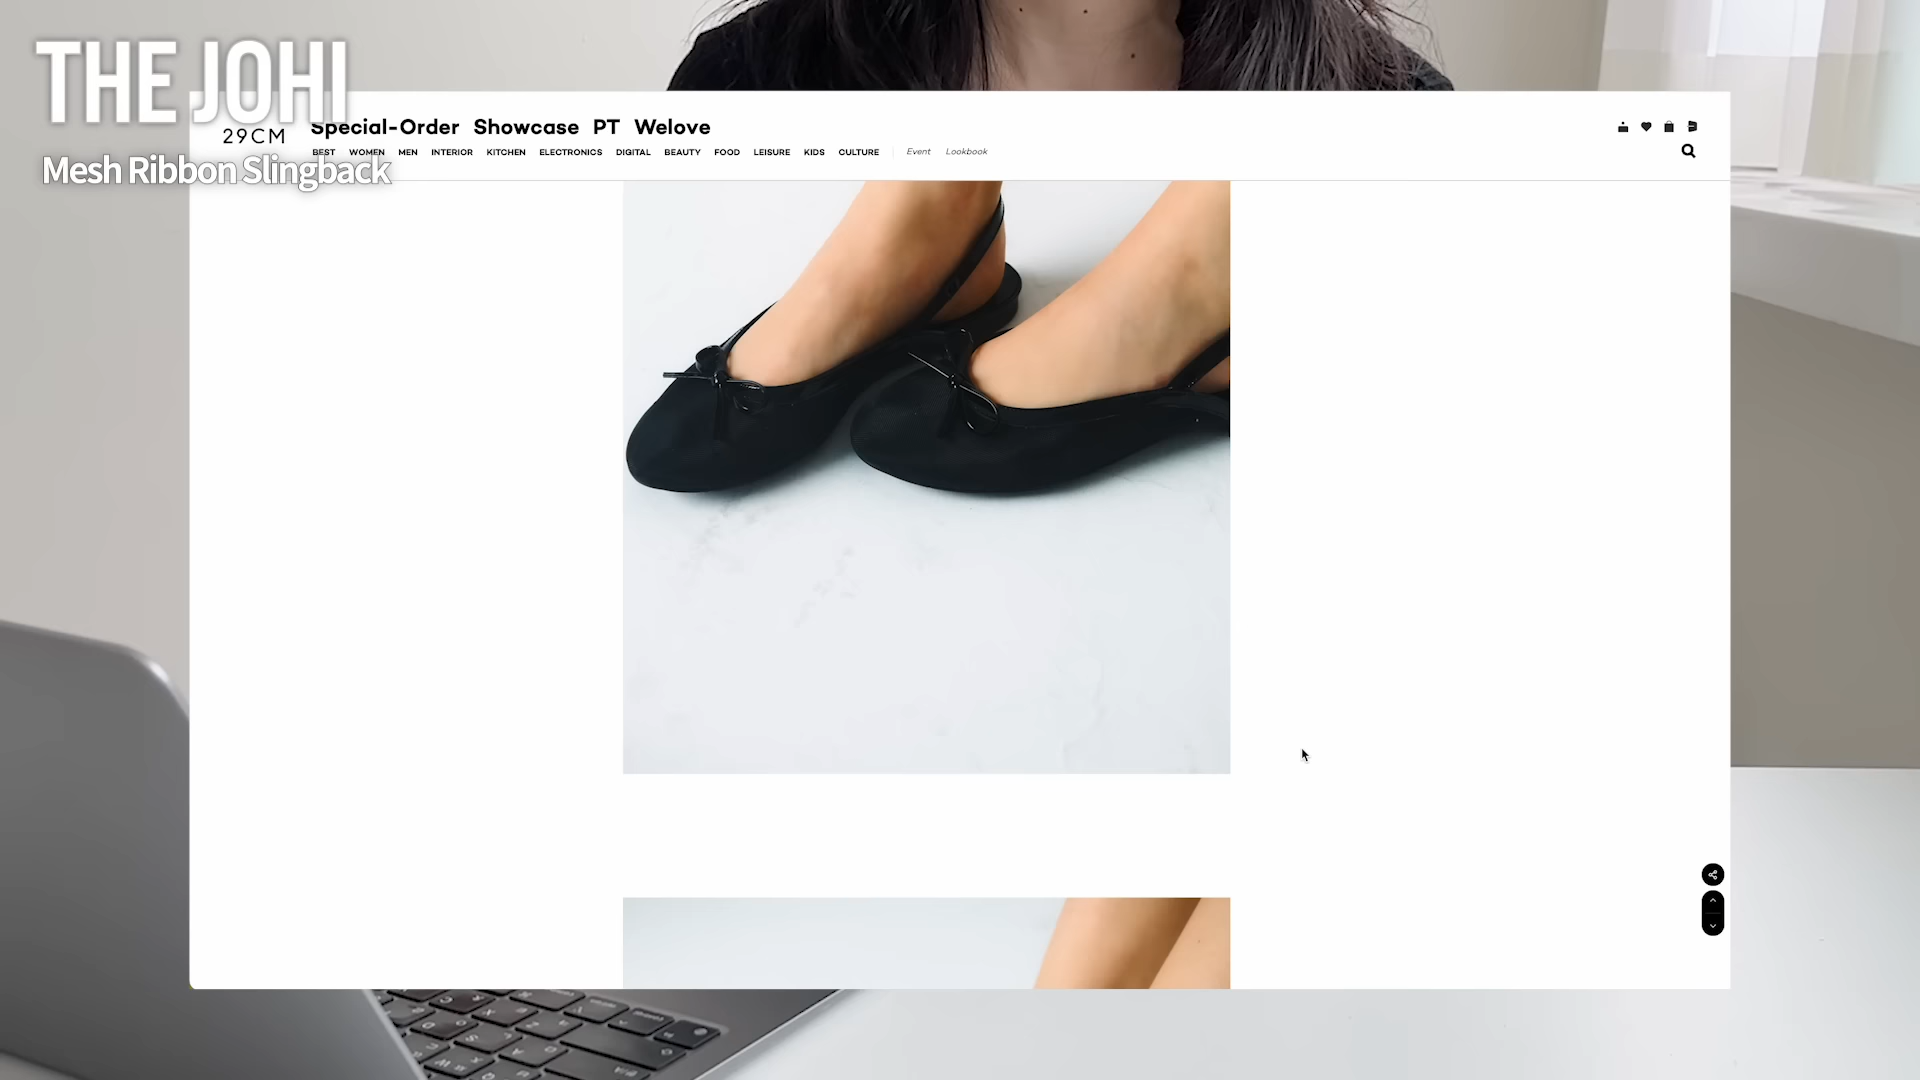 THE JOHI
Mesh Ribbon Slingback
29CM
Special-Order Showcase PT Welove
BEST WOMEN MEN INTERIOR KITCHEN ELECTRONICS DIGITAL BEAUTY FOOD LEISURE KIDS CULTURE Event Lookbook